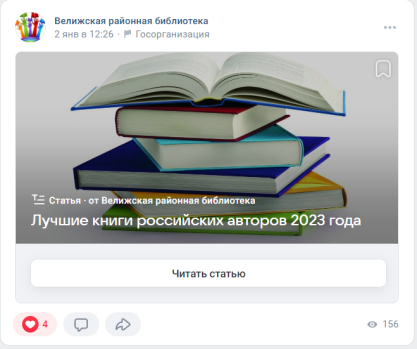 Велижская районная библиотека
2 янв в 12:26 · Госорганизация
Статья · от Велижская районная библиотека
Лучшие книги российских авторов 2023 года
Читать статью
4
156